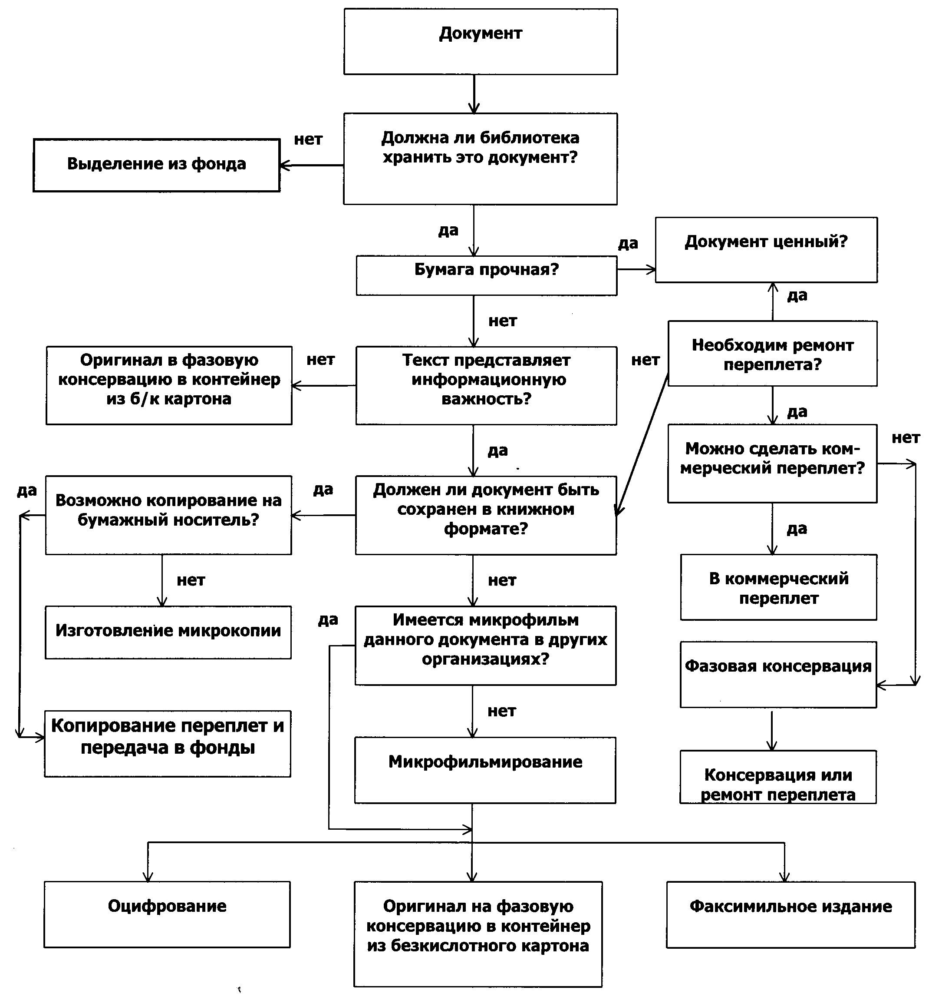 Документ
Должна ли библиотека
хранить это документ?
нет
Выделение из фонда
да
Бумага прочная?
да
Документ ценный?
да
нет
Необходим ремонт
переплета?
нет
Текст представляет
информационную
важность?
нет
Оригинал в фазовую
консервацию в контейнер
из б/к картона
да
да
Можно сделать ком-
мерческий переплет?
нет
Должен ли документ быть
сохранен в книжном
формате?
да
Возможно копирование на
бумажный носитель?
да
да
В коммерческий
переплет
нет
нет
Изготовление микрокопии
да
Имеется микрофильм
данного документа в других
организациях?
Фазовая консервация
нет
Копирование переплет и
передача в фонды
Микрофильмирование
Консервация или
ремонт переплета
Оцифрование
Оригинал на фазовую
консервацию в контейнер
из безкислотного картона
Факсимильное издание